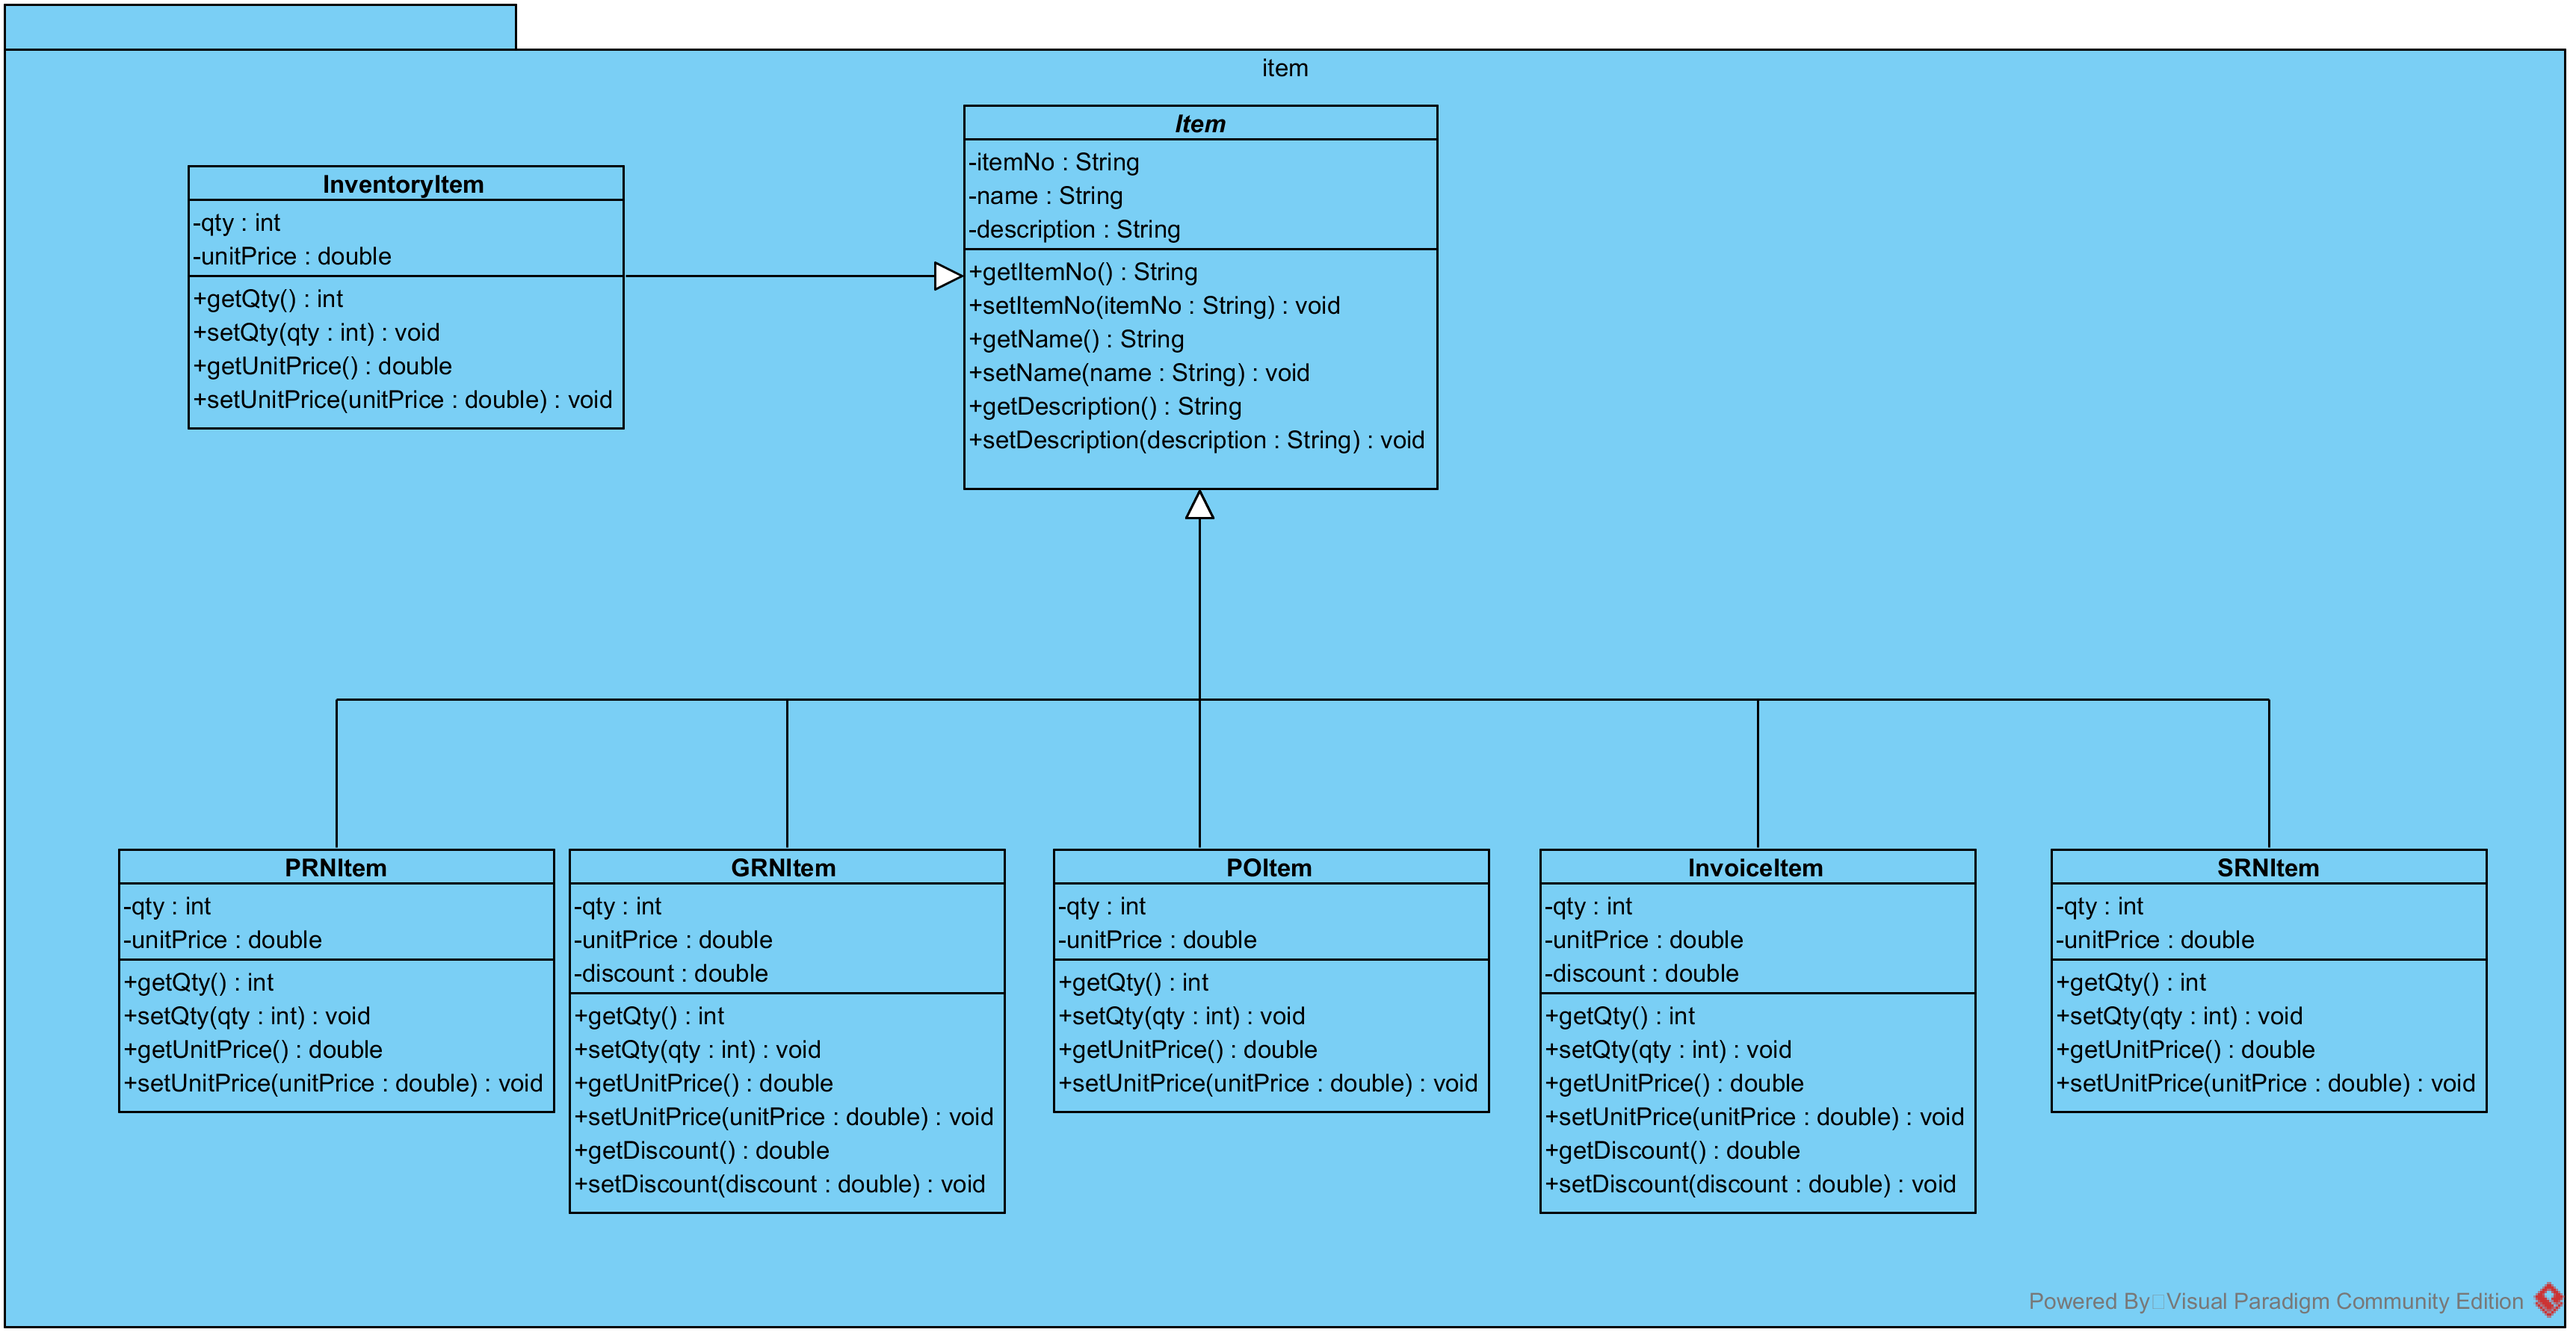 item
Item
-itemNo : String
-name : String
-description : String
+getItemNo() : String
+setItemNo(itemNo : String) : void
+getName() : String
+setName(name : String) : void
+getDescription() : String
+setDescription(description : String) : void
InventoryItem
-qty : int
-unitPrice : double
+getQty() : int
+setQty(qty : int) : void
+getUnitPrice() : double
+setUnitPrice(unitPrice : double) : void
PRNItem
-qty : int
-unitPrice : double
+getQty() : int
+setQty(qty : int) : void
+getUnitPrice() : double
+setUnitPrice(unitPrice : double) : void
GRNItem
-qty : int
-unitPrice : double
-discount : double
+getQty() : int
+setQty(qty : int) : void
+getUnitPrice() : double
+setUnitPrice(unitPrice : double) : void
+getDiscount() : double
+setDiscount(discount : double) : void
POItem
-qty : int
-unitPrice : double
+getQty() : int
+setQty(qty : int) : void
+getUnitPrice() : double
+setUnitPrice(unitPrice : double) : void
InvoiceItem
-qty : int
-unitPrice : double
-discount : double
+getQty() : int
+setQty(qty : int) : void
+getUnitPrice() : double
+setUnitPrice(unitPrice : double) : void
+getDiscount() : double
+setDiscount(discount : double) : void
SRNItem
-qty : int
-unitPrice : double
+getQty() : int
+setQty(qty : int) : void
+getUnitPrice() : double
+setUnitPrice(unitPrice : double) : void
Powered By Visual Paradigm Community Edition